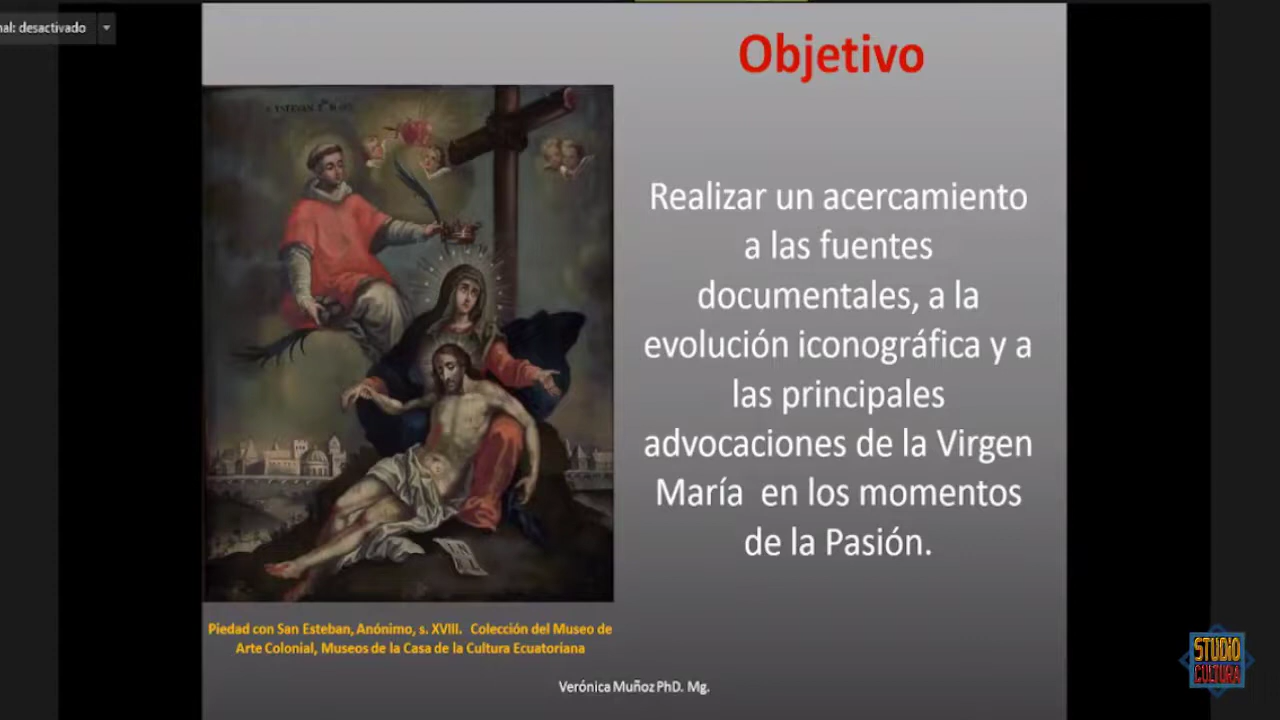 nal: desactivado
Objetivo
Realizar un acercamiento
a las fuentes
documentales, a la
evolución iconográfica y a
las principales
advocaciones de la Virgen
María en los momentos
de la Pasión.
Piedad con San Esteban, Anónimo, s. XVIII. Colección del Museo de
Arte Colonial, Museos de la Casa de la Cultura Ecuatoriana
Verónica Muñoz PhD. Mg.
STUDIO
CULTURA